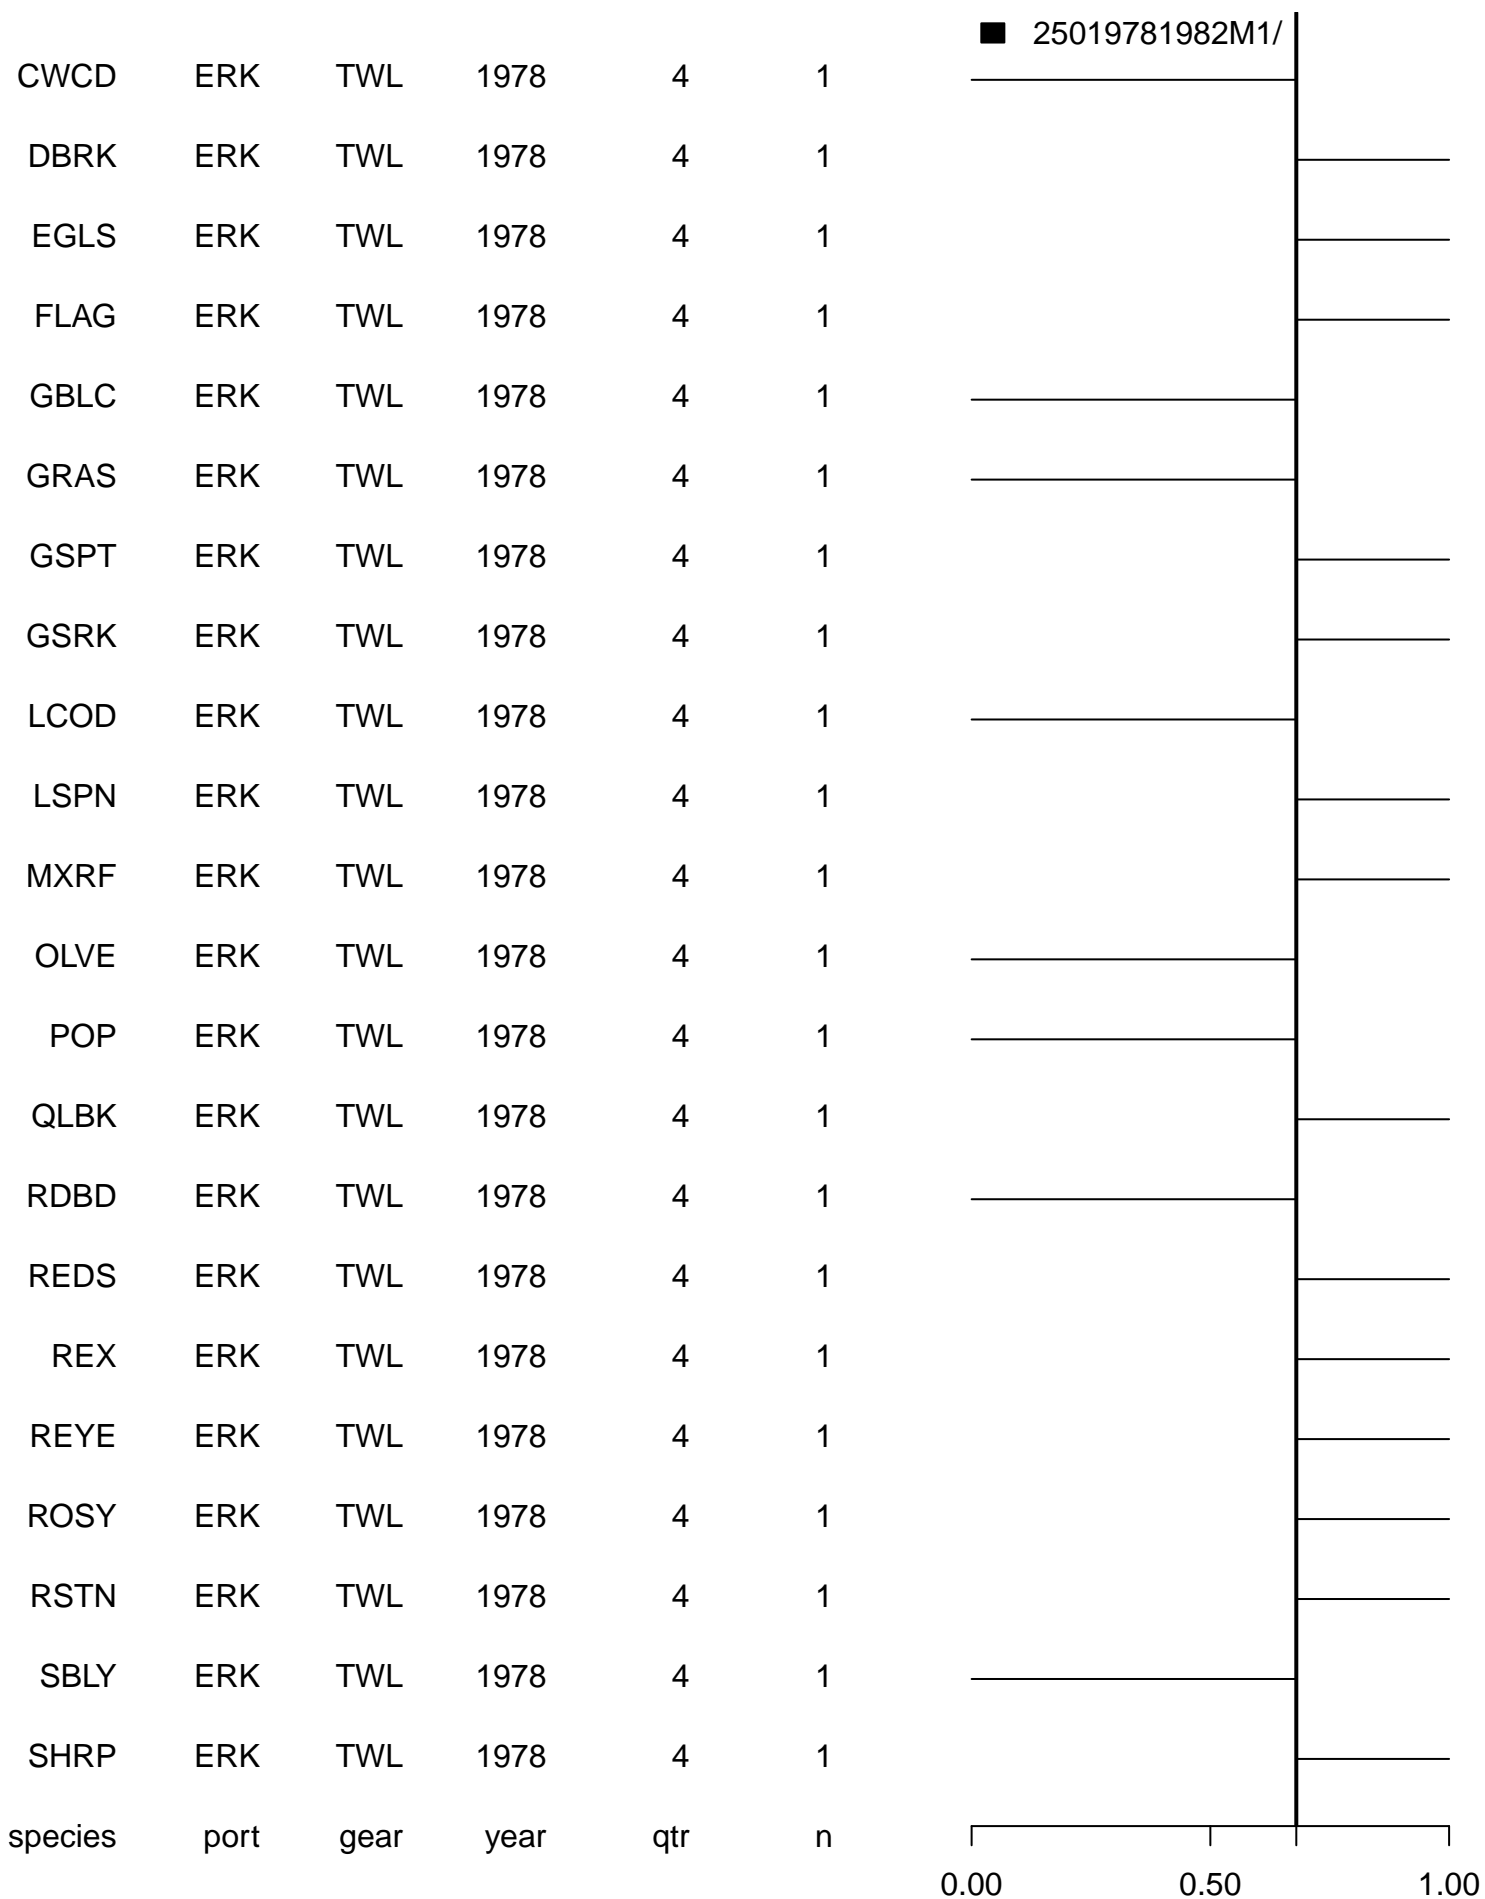 25019781982M1/
CWCD ERK TWL 1978 4 1
DBRK ERK TWL 1978 4 1
EGLS ERK TWL 1978 4 1
FLAG ERK TWL 1978 4 1
GBLC ERK TWL 1978 4 1
GRAS ERK TWL 1978 4 1
GSPT ERK TWL 1978 4 1
GSRK ERK TWL 1978 4 1
LCOD ERK TWL 1978 4 1
LSPN ERK TWL 1978 4 1
MXRF ERK TWL 1978 4 1
OLVE ERK TWL 1978 4 1
POP ERK TWL 1978 4 1
QLBK ERK TWL 1978 4 1
RDBD ERK TWL 1978 4 1
REDS ERK TWL 1978 4 1
REX ERK TWL 1978 4 1
REYE ERK TWL 1978 4 1
ROSY ERK TWL 1978 4 1
RSTN ERK TWL 1978 4 1
SBLY ERK TWL 1978 4 1
SHRP ERK TWL 1978 4 1
species port gear year qtr n
0.00 0.50 1.00